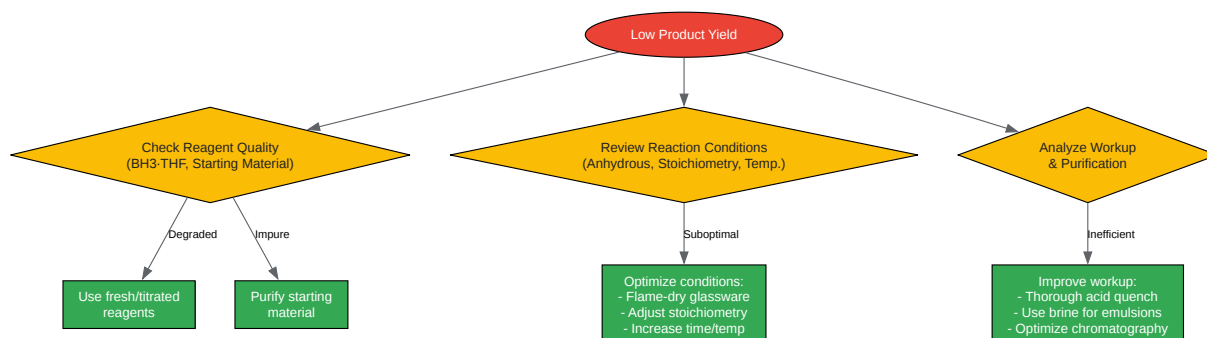 Low Product Yield
Check Reagent Quality
(BH3·THF, Starting Material)
Review Reaction Conditions
(Anhydrous, Stoichiometry, Temp.)
Analyze Workup
& Purification
Degraded
Impure
Suboptimal
Inefficient
Use fresh/titrated
reagents
Purify starting
material
Optimize conditions:
- Flame-dry glassware
- Adjust stoichiometry
- Increase time/temp
Improve workup:
- Thorough acid quench
- Use brine for emulsions
- Optimize chromatography